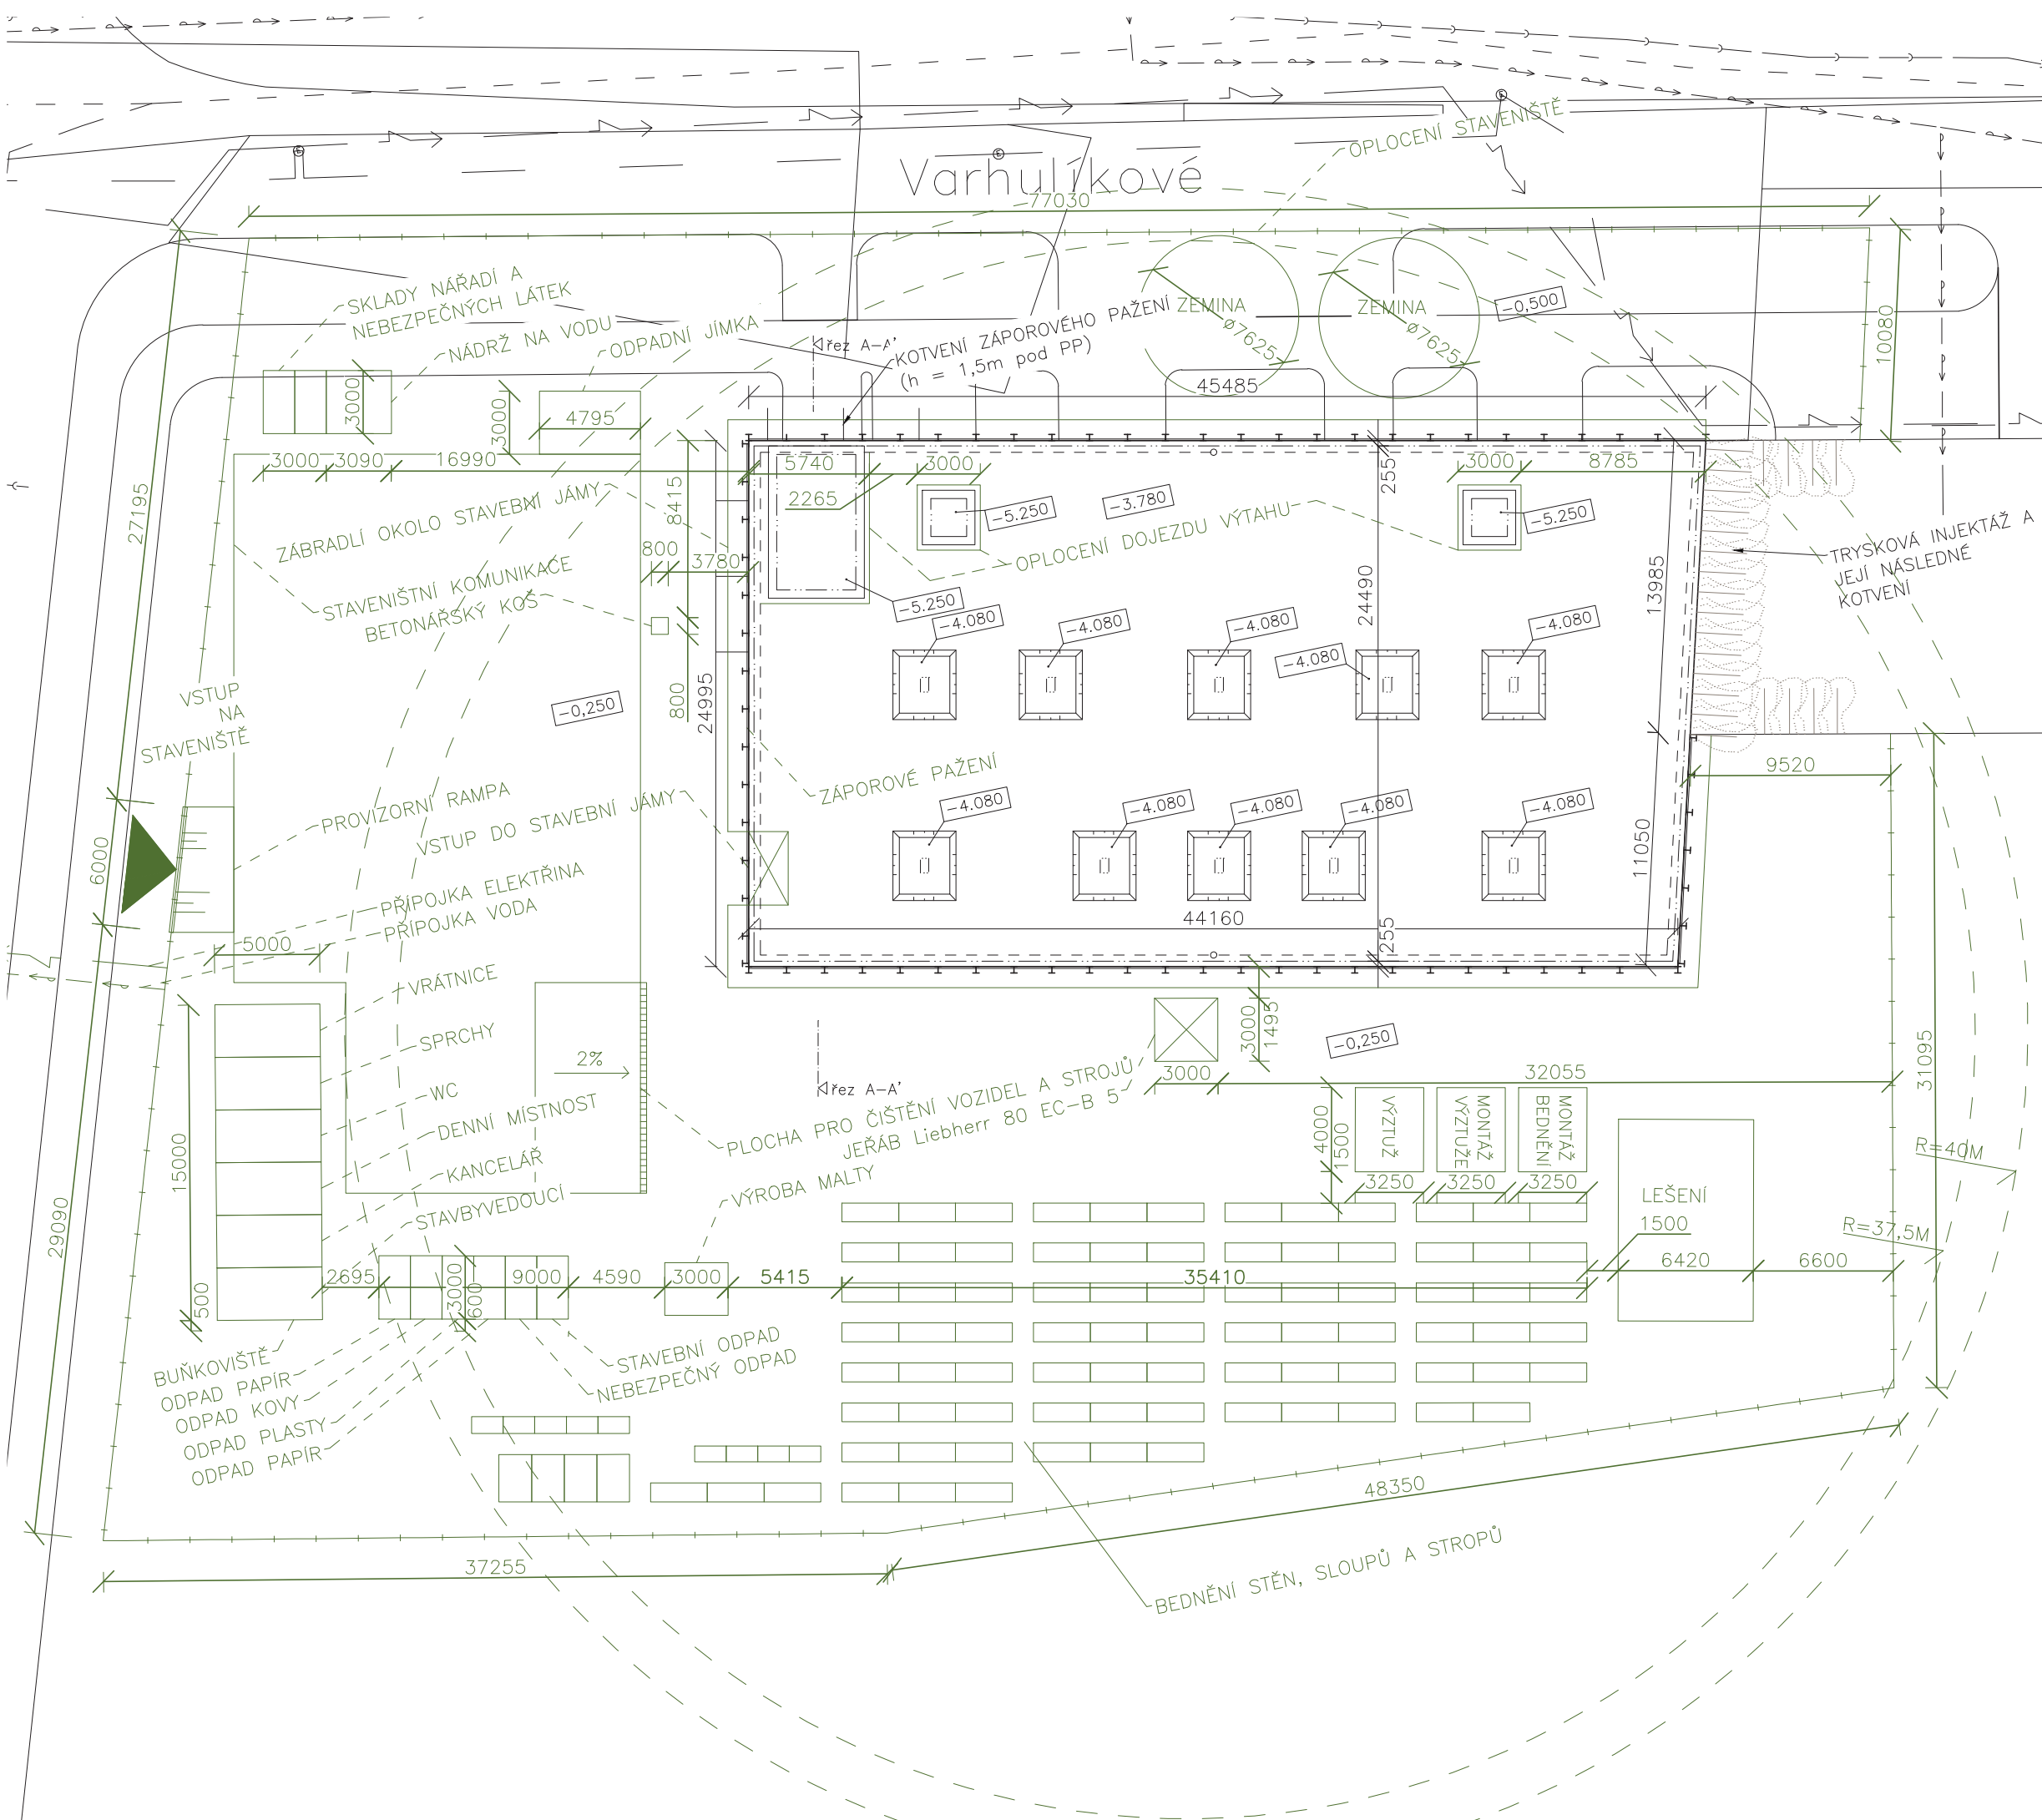 Varhulíkové
OPLOCENÍ STAVENIŠTĚ
77030
SKLADY NÁŘADÍ A
NEBEZPEČNÝCH LÁTEK
NÁDRŽ NA VODU
ODPADNÍ JÍMKA
řez A–A'
KOTVENÍ ZÁPOROVÉHO PAŽENÍ
(h = 1,5m pod PP)
ZEMINA
ø7625
ZEMINA
ø7625
–0,500
10080
45485
3000
3000
4795
3000
3090
16990
5740
2265
3000
3000
8785
255
27195
8415
ZÁBRADLÍ OKOLO STAVEBNÍ JÁMY
–5.250
–3.780
–5.250
OPLOCENÍ DOJEZDU VÝTAHU
TRYSKOVÁ INJEKTÁŽ A
JEJÍ NÁSLEDNÉ
KOTVENÍ
800
3780
STAVENIŠTNÍ KOMUNIKACE
BETONÁŘSKÝ KOŠ
–5.250
24490
13985
–4.080
–4.080
–4.080
–4.080
–4.080
VSTUP
NA
STAVENIŠTĚ
–0,250
800
24995
ZÁPOROVÉ PAŽENÍ
9520
PROVIZORNÍ RAMPA
VSTUP DO STAVEBNÍ JÁMY
–4.080
–4.080
–4.080
–4.080
–4.080
6000
11050
PŘÍPOJKA ELEKTŘINA
PŘÍPOJKA VODA
5000
44160
255
VRÁTNICE
SPRCHY
WC
DENNÍ MÍSTNOST
KANCELÁŘ
STAVBYVEDOUCÍ
2%
řez A–A'
3000
1495
–0,250
3000
32055
31095
PLOCHA PRO ČIŠTĚNÍ VOZIDEL A STROJŮ
JEŘÁB Liebherr 80 EC–B 5
VÝROBA MALTY
4000
1500
VÝZTUŽ
MONTÁŽ
VÝZTUŽE
MONTÁŽ
BEDNĚNÍ
3250
3250
3250
R=40M
R=37,5M
LEŠENÍ
1500
6420
6600
15000
500
29090
2695
3000
600
9000
4590
3000
5415
35410
BUŇKOVIŠTĚ
ODPAD PAPÍR
ODPAD KOVY
ODPAD PLASTY
ODPAD PAPÍR
STAVEBNÍ ODPAD
NEBEZPEČNÝ ODPAD
48350
37255
BEDNĚNÍ STĚN, SLOUPŮ A STROPŮ